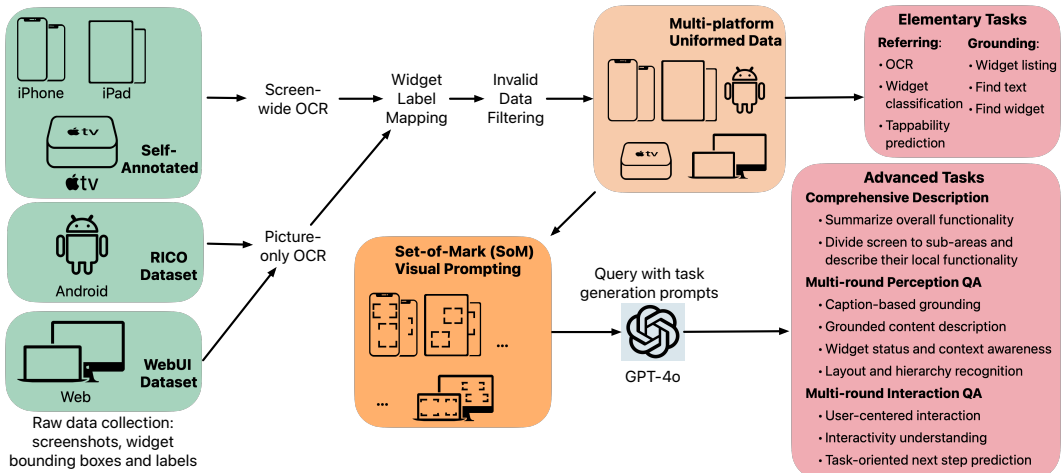 iPhone
iPad
tv
Self-
Annotated
tv
RICO
Dataset
Android
WebUI
Dataset
Web
Raw data collection:
screenshots, widget
bounding boxes and labels
Screen-
wide OCR
Picture-
only OCR
Widget
Label
Mapping
Invalid
Data
Filtering
Multi-platform
Uniformed Data
tv
Set-of-Mark (SoM)
Visual Prompting
...
...
Query with task
generation prompts
GPT-4o
Elementary Tasks
Referring:
• OCR
• Widget
classification
• Tappability
prediction
Grounding:
• Widget listing
• Find text
• Find widget
Advanced Tasks
Comprehensive Description
• Summarize overall functionality
• Divide screen to sub-areas and
describe their local functionality
Multi-round Perception QA
• Caption-based grounding
• Grounded content description
• Widget status and context awareness
• Layout and hierarchy recognition
Multi-round Interaction QA
• User-centered interaction
• Interactivity understanding
• Task-oriented next step prediction